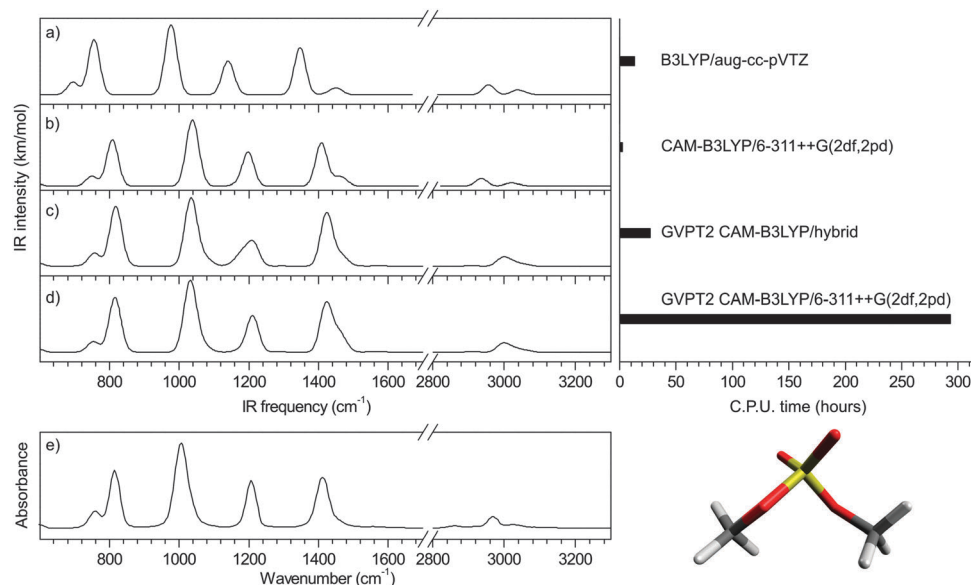 a)
B3LYP/aug-cc-pVTZ
b)
CAM-B3LYP/6-311++G(2df,2pd)
c)
GVPT2 CAM-B3LYP/hybrid
d)
GVPT2 CAM-B3LYP/6-311++G(2df,2pd)
IR intensity (km/mol)
800 1000 1200 1400 1600 2800 3000 3200
IR frequency (cm⁻¹)
0 50 100 150 200 250 300
C.P.U. time (hours)
e)
Absorbance
800 1000 1200 1400 1600 2800 3000 3200
Wavenumber (cm⁻¹)